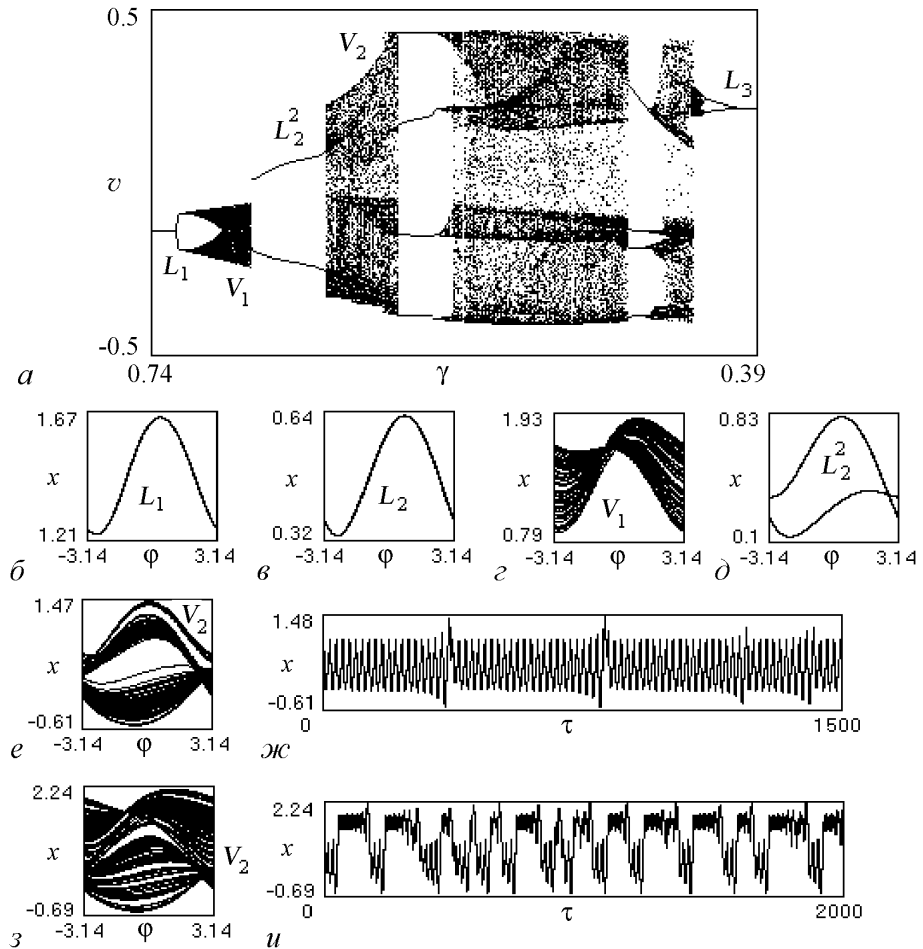 0.5
V₂
L₃
L₂²
v
L₁
V₁
-0.5
а
0.74
γ
0.39
1.67
x
L₁
1.21
-3.14
φ
3.14
б
0.64
x
L₂
0.32
-3.14
φ
3.14
в
1.93
x
V₁
0.79
-3.14
φ
3.14
г
0.83
x
L₂²
0.1
-3.14
φ
3.14
д
1.47
V₂
x
-0.61
-3.14
φ
3.14
е
1.48
x
-0.61
0
τ
1500
ж
2.24
x
V₂
-0.69
-3.14
φ
3.14
з
2.24
x
-0.69
0
τ
2000
и